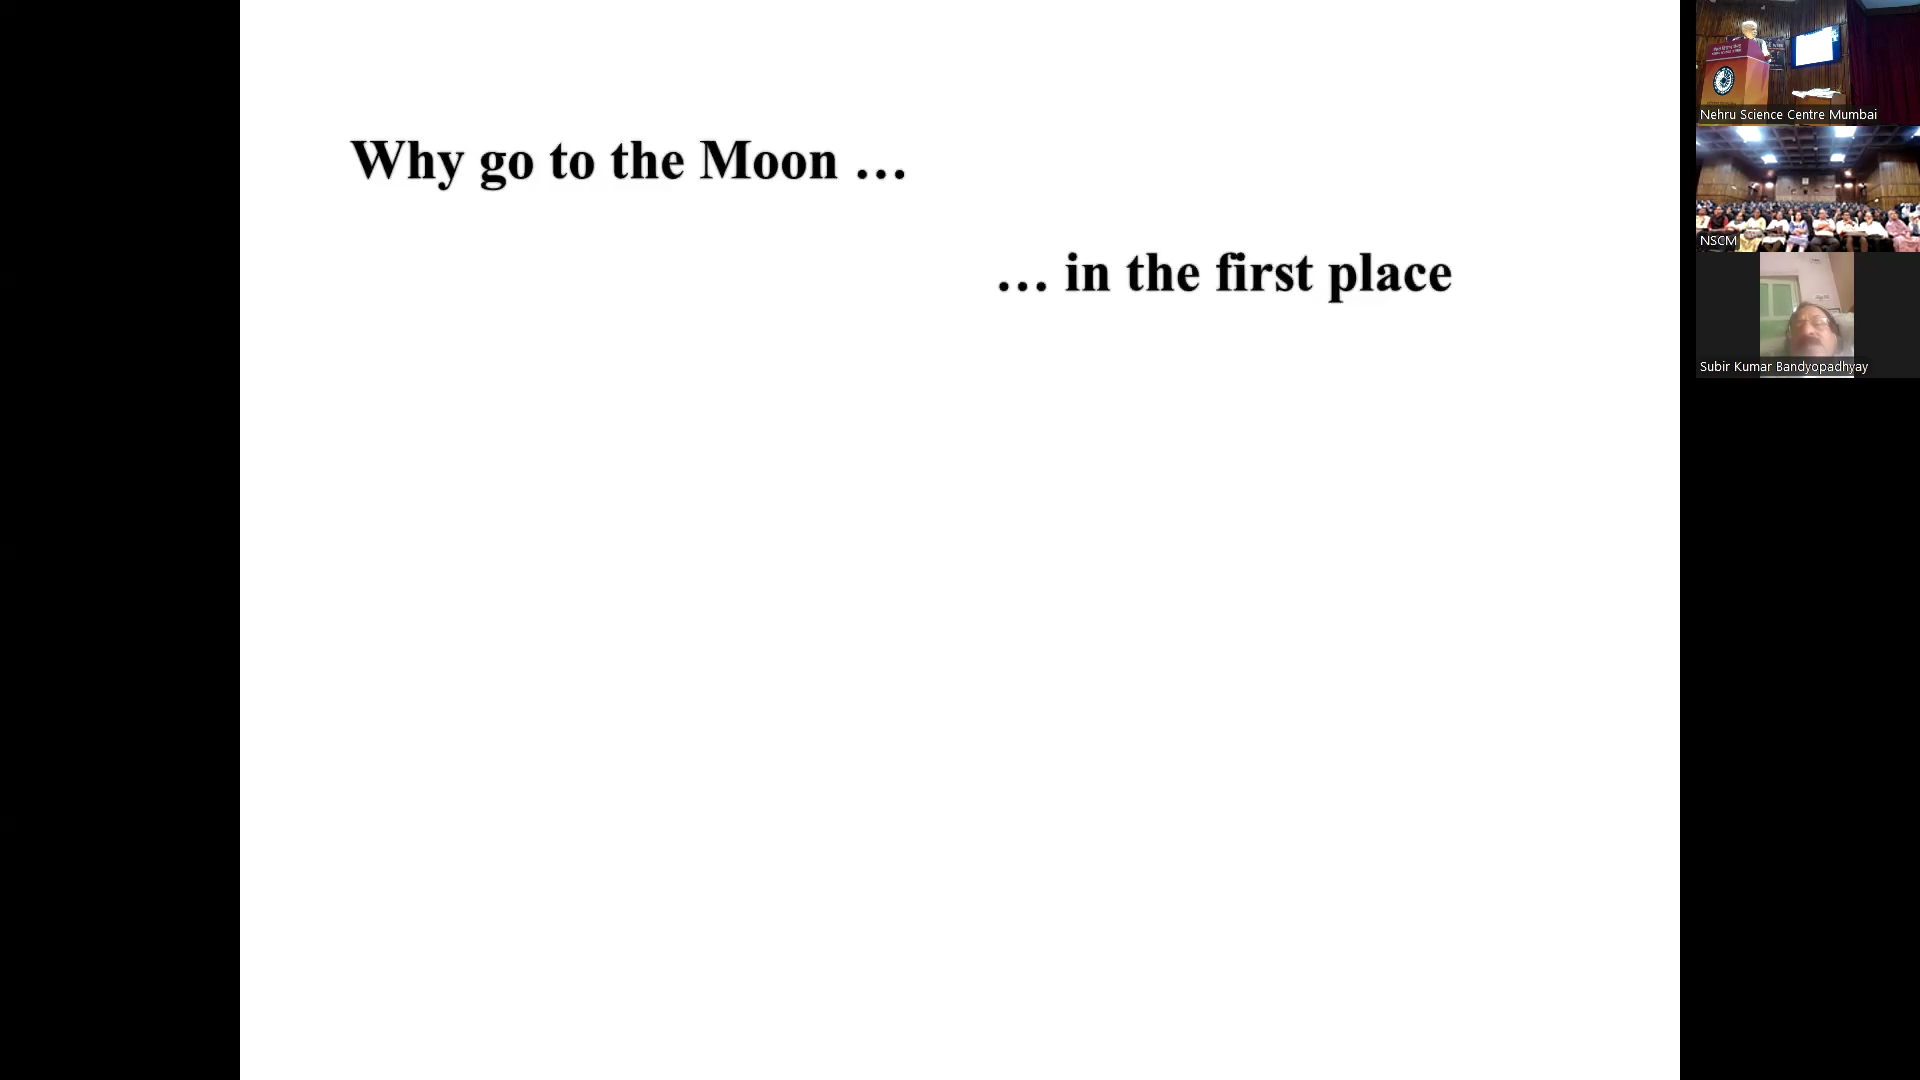 Why go to the Moon …
… in the first place
Nehru Science Centre Mumbai
NSCM
Subir Kumar Bandyopadhyay